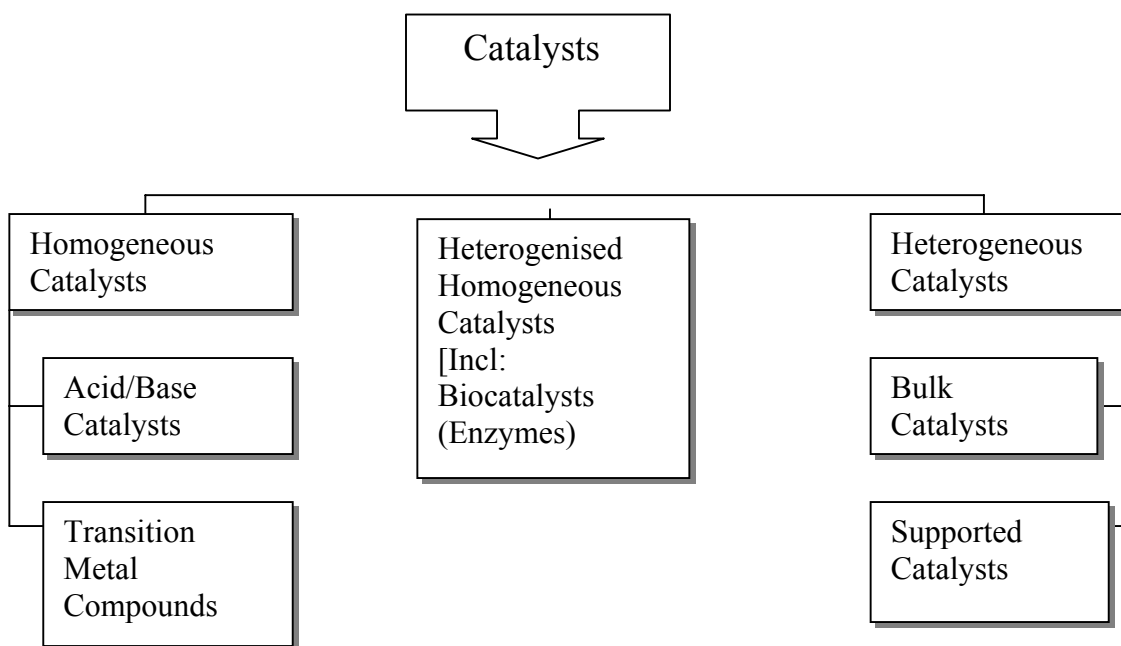 Catalysts
Homogeneous
Catalysts
Heterogenised
Homogeneous
Catalysts
[Incl:
Biocatalysts
(Enzymes)
Heterogeneous
Catalysts
Acid/Base
Catalysts
Bulk
Catalysts
Transition
Metal
Compounds
Supported
Catalysts